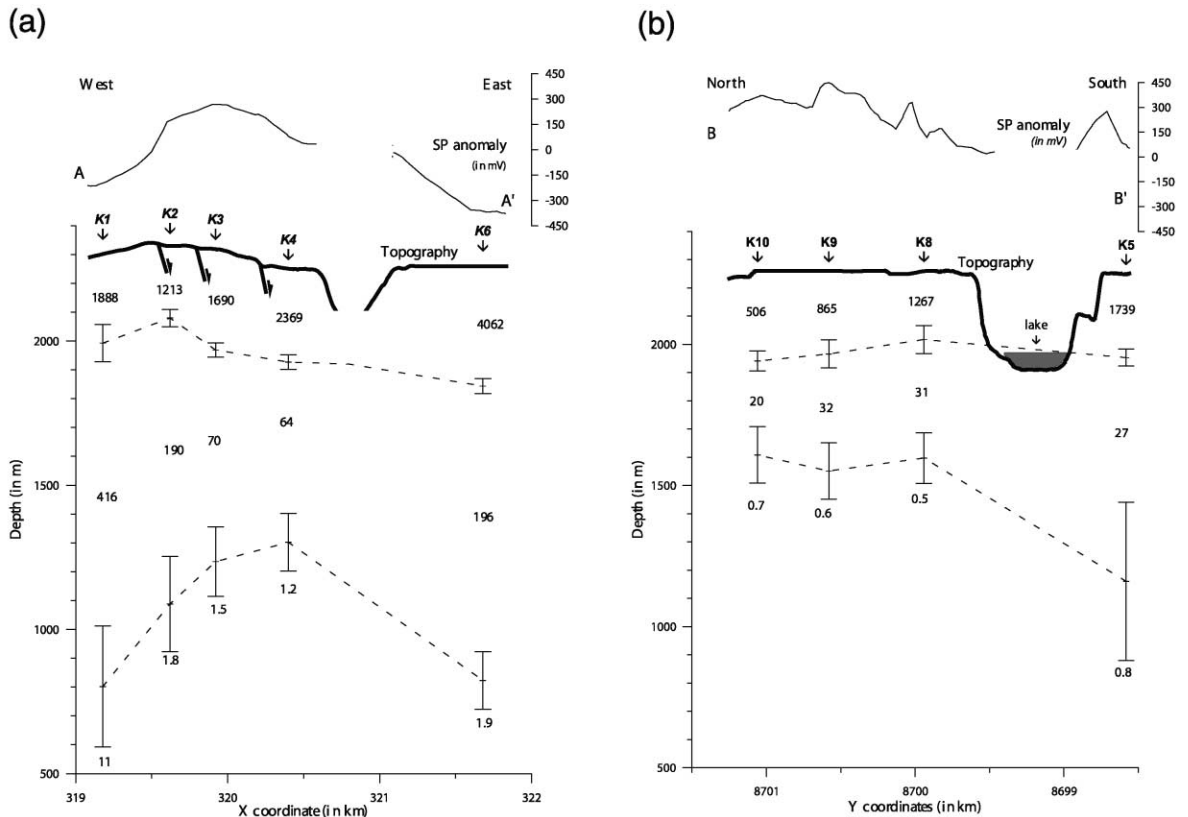 (a)
West
East
450
300
150
0
-150
-300
-450
SP anomaly
(in mV)
A
A'
K1
K2
K3
K4
K6
Topography
1888
1213
1690
2369
4062
2000
64
70
190
1500
416
196
Depth (in m)
1.2
1.5
1000
1.8
1.9
11
500
319
320
321
322
X coordinate (in km)
(b)
North
South
450
300
150
0
-150
-300
-450
B
SP anomaly
(in mV)
B'
K10
K9
K8
K5
Topography
506
865
1267
1739
lake
2000
20
32
31
27
1500
0.7
0.6
0.5
Depth (in m)
1000
0.8
500
8701
8700
8699
Y coordinates (in km)